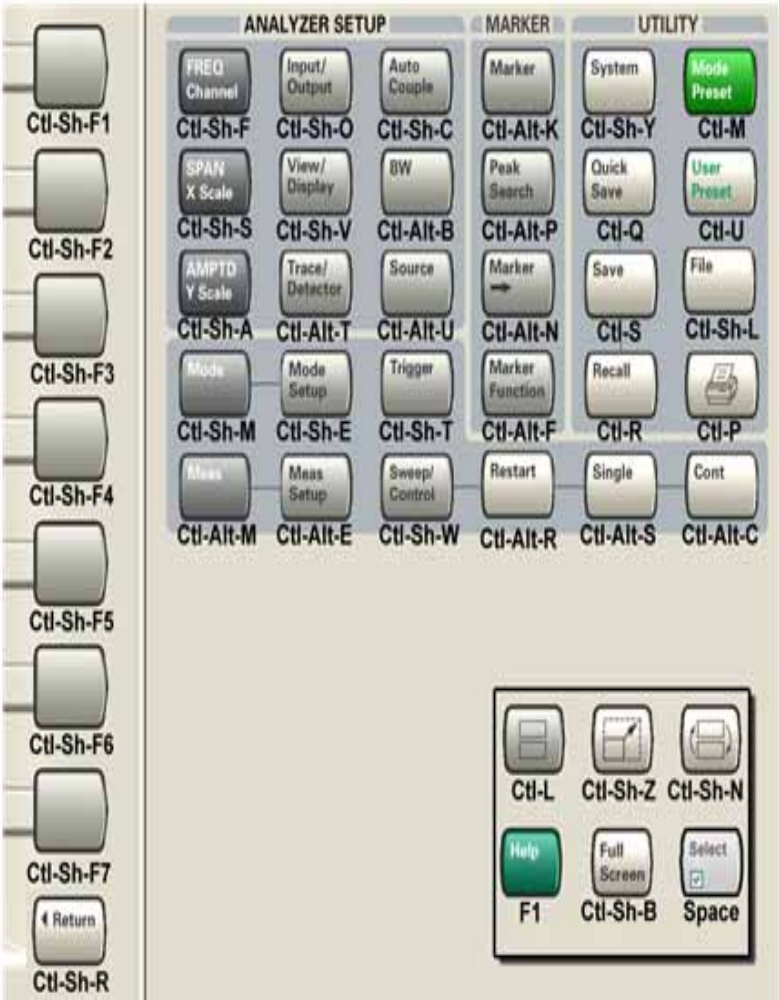 ANALYZER SETUP MARKER UTILITY
FREQ
Channel
Ctl-Sh-F
Input/
Output
Ctl-Sh-O
Auto
Couple
Ctl-Sh-C
Marker
Ctl-Alt-K
System
Ctl-Sh-Y
Mode
Preset
Ctl-M
SPAN
X Scale
Ctl-Sh-S
View/
Display
Ctl-Sh-V
BW
Ctl-Alt-B
Peak
Search
Ctl-Alt-P
Quick
Save
Ctl-Q
User
Preset
Ctl-U
AMPTD
Y Scale
Ctl-Sh-A
Trace/
Detector
Ctl-Alt-T
Source
Ctl-Alt-U
Marker
→
Ctl-Alt-N
Save
Ctl-S
File
Ctl-Sh-L
Mode
Ctl-Sh-M
Mode
Setup
Ctl-Sh-E
Trigger
Ctl-Sh-T
Marker
Function
Ctl-Alt-F
Recall
Ctl-R
Ctl-P
Meas
Ctl-Alt-M
Meas
Setup
Ctl-Alt-E
Sweep/
Control
Ctl-Sh-W
Restart
Ctl-Alt-R
Single
Ctl-Alt-S
Cont
Ctl-Alt-C
Ctl-Sh-F1
Ctl-Sh-F2
Ctl-Sh-F3
Ctl-Sh-F4
Ctl-Sh-F5
Ctl-Sh-F6
Ctl-Sh-F7
Return
Ctl-Sh-R
Ctl-L
Ctl-Sh-Z
Ctl-Sh-N
Help
F1
Full
Screen
Ctl-Sh-B
Select
Space